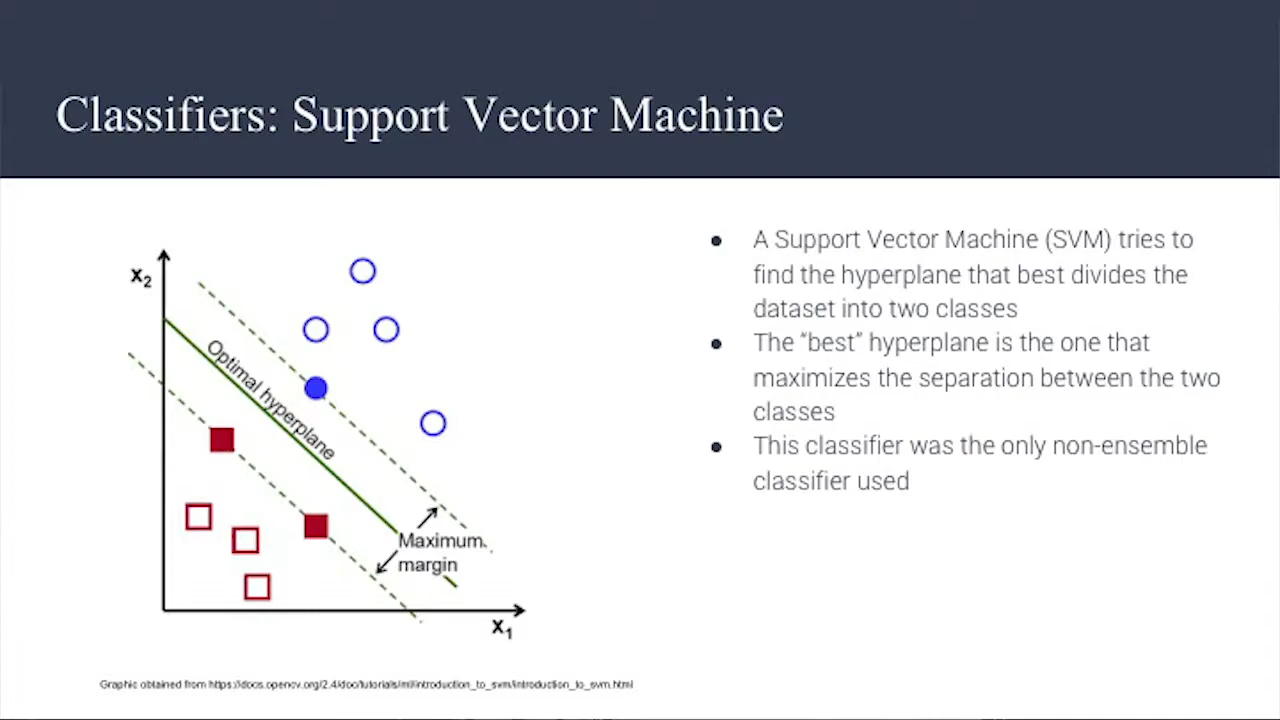 Classifiers: Support Vector Machine
x2
Optimal hyperplane
Maximum
margin
x1
● A Support Vector Machine (SVM) tries to
find the hyperplane that best divides the
dataset into two classes
● The “best” hyperplane is the one that
maximizes the separation between the two
classes
● This classifier was the only non-ensemble
classifier used
Graphic obtained from https://docs.opencv.org/2.4/doc/tutorials/ml/introduction_to_svm/introduction_to_svm.html